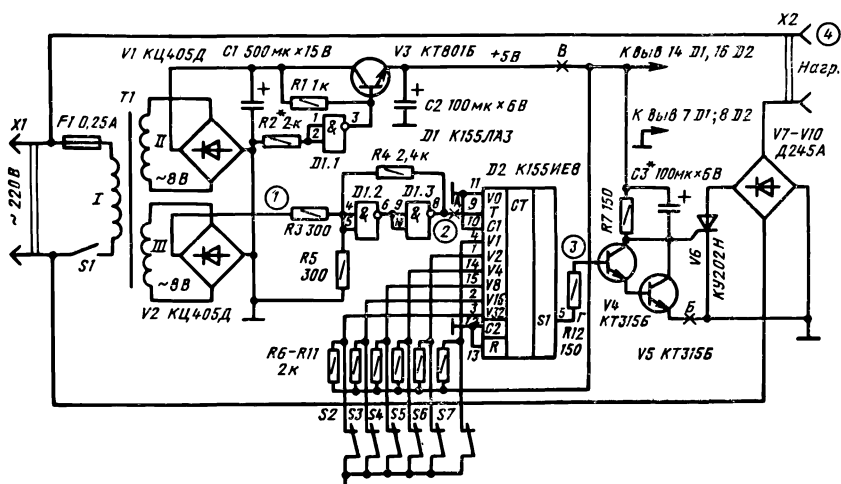 X2
4
V1 КЦ405Д
C1 500мк×15В
V3 КТ801Б
+5В
В
К выв 14 D1, 16 D2
Нагр.
T1
R1 1к
C2 100мк×6В
К выв 7 D1; 8 D2
X1
F1 0,25А
II
R2* 2к
1
2
&
3
D1 К155ЛА3
D1.1
V7–V10
Д245А
~8В
R4 2,4к
D2 К155ИЕ8
C3* 100мк×6В
~220В
I
1
D1.2
D1.3
11
V0
CT
R7 150
III
R3 300
4
5
&
6
9
&
8
А
2
9
T
10
C1
4
V1
3
V6
КУ202Н
S1
~8В
R5
300
1
V2
14
V4
15
V8
2
V16
3
V32
V4
КТ315Б
Б
V2 КЦ405Д
12
C2
S1
5
Г
R12
150
13
R
V5 КТ315Б
R6–R11
2к
S2
S3
S4
S5
S6
S7